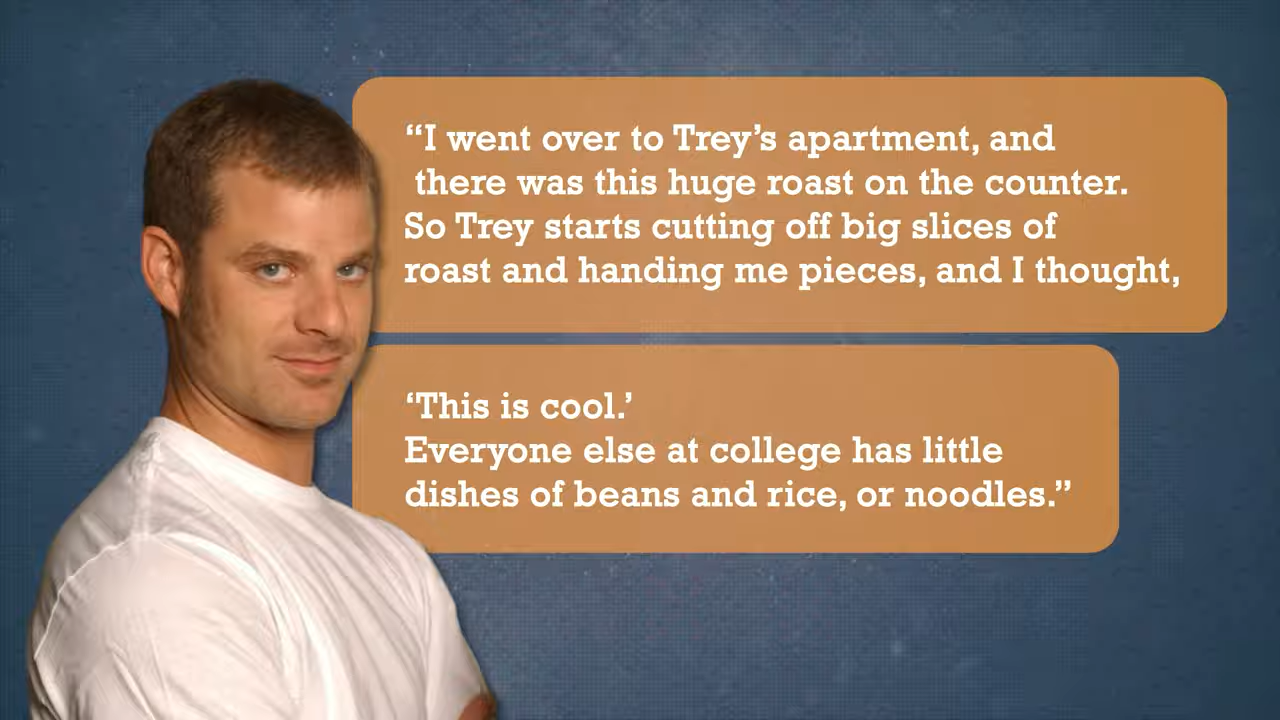 “I went over to Trey’s apartment, and
there was this huge roast on the counter.
So Trey starts cutting off big slices of
roast and handing me pieces, and I thought,
‘This is cool.’
Everyone else at college has little
dishes of beans and rice, or noodles.”